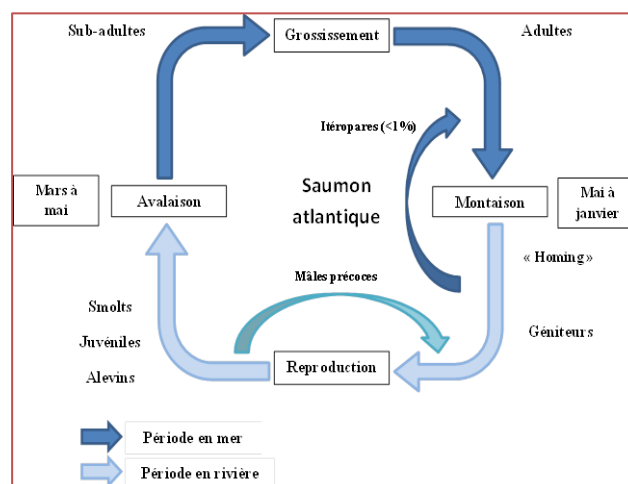 Sub-adultes
Grossissement
Adultes
Itéropares (<1%)
Mars à
mai
Avalaison
Saumon
atlantique
Montaison
Mai à
janvier
« Homing »
Mâles précoces
Smolts
Juvéniles
Alevins
Géniteurs
Reproduction
Période en mer
Période en rivière